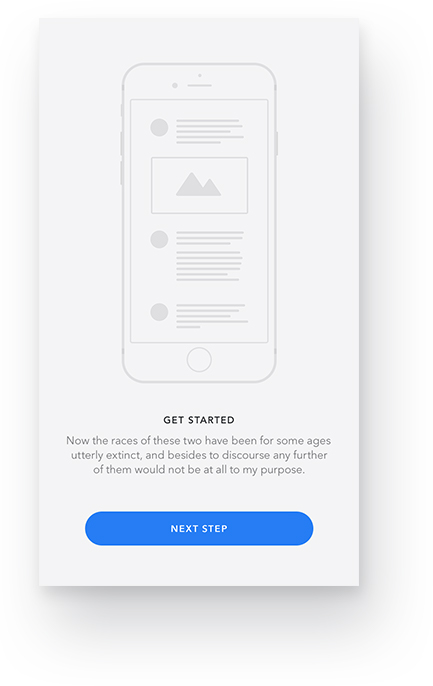 GET STARTED
Now the races of these two have been for some ages
utterly extinct, and besides to discourse any further
of them would not be at all to my purpose.
NEXT STEP